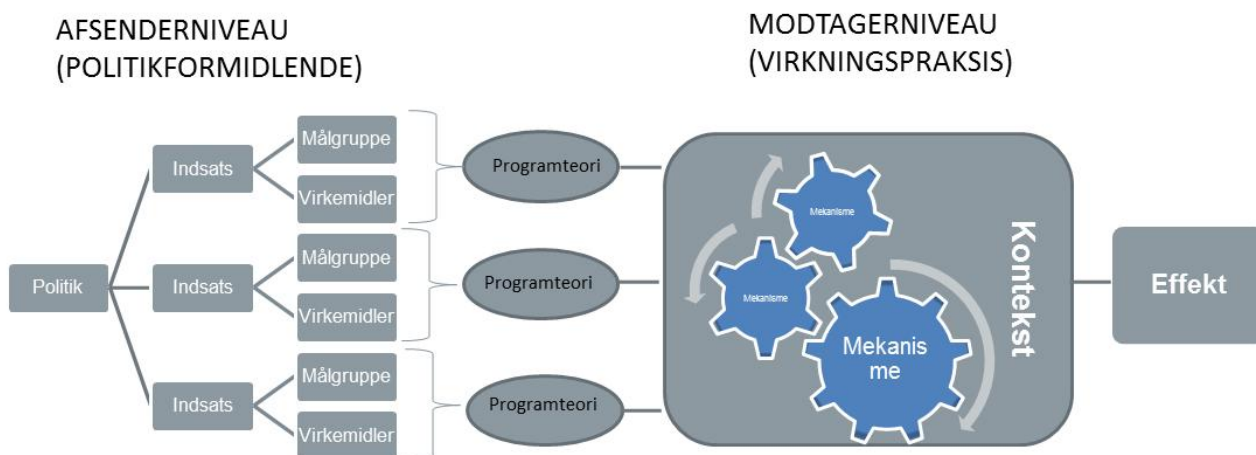 AFSENDERNIVEAU
(POLITIKFORMIDLENDE)
MODTAGERNIVEAU
(VIRKNINGSPRAKSIS)
Politik
Indsats
Målgruppe
Virkemidler
Programteori
Indsats
Målgruppe
Virkemidler
Programteori
Indsats
Målgruppe
Virkemidler
Programteori
Mekanisme
Mekanisme
Mekanis
me
Kontekst
Effekt